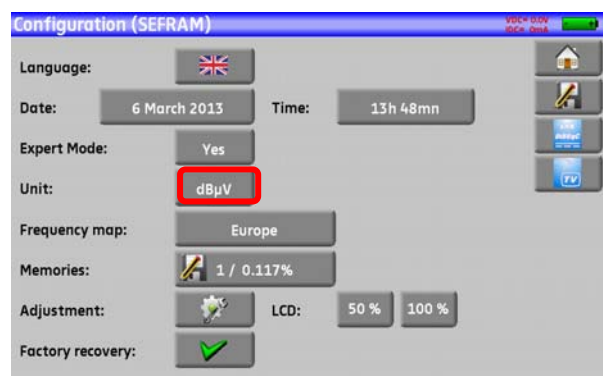 Configuration (SEFRAM)
VDC= 0.0V
IDC= 0mA
Language:
Date: 6 March 2013 Time: 13h 48mn
Expert Mode: Yes
Unit: dBµV
TV
Frequency map: Europe
Memories: 1 / 0.117%
Adjustment: LCD: 50 % 100 %
Factory recovery: